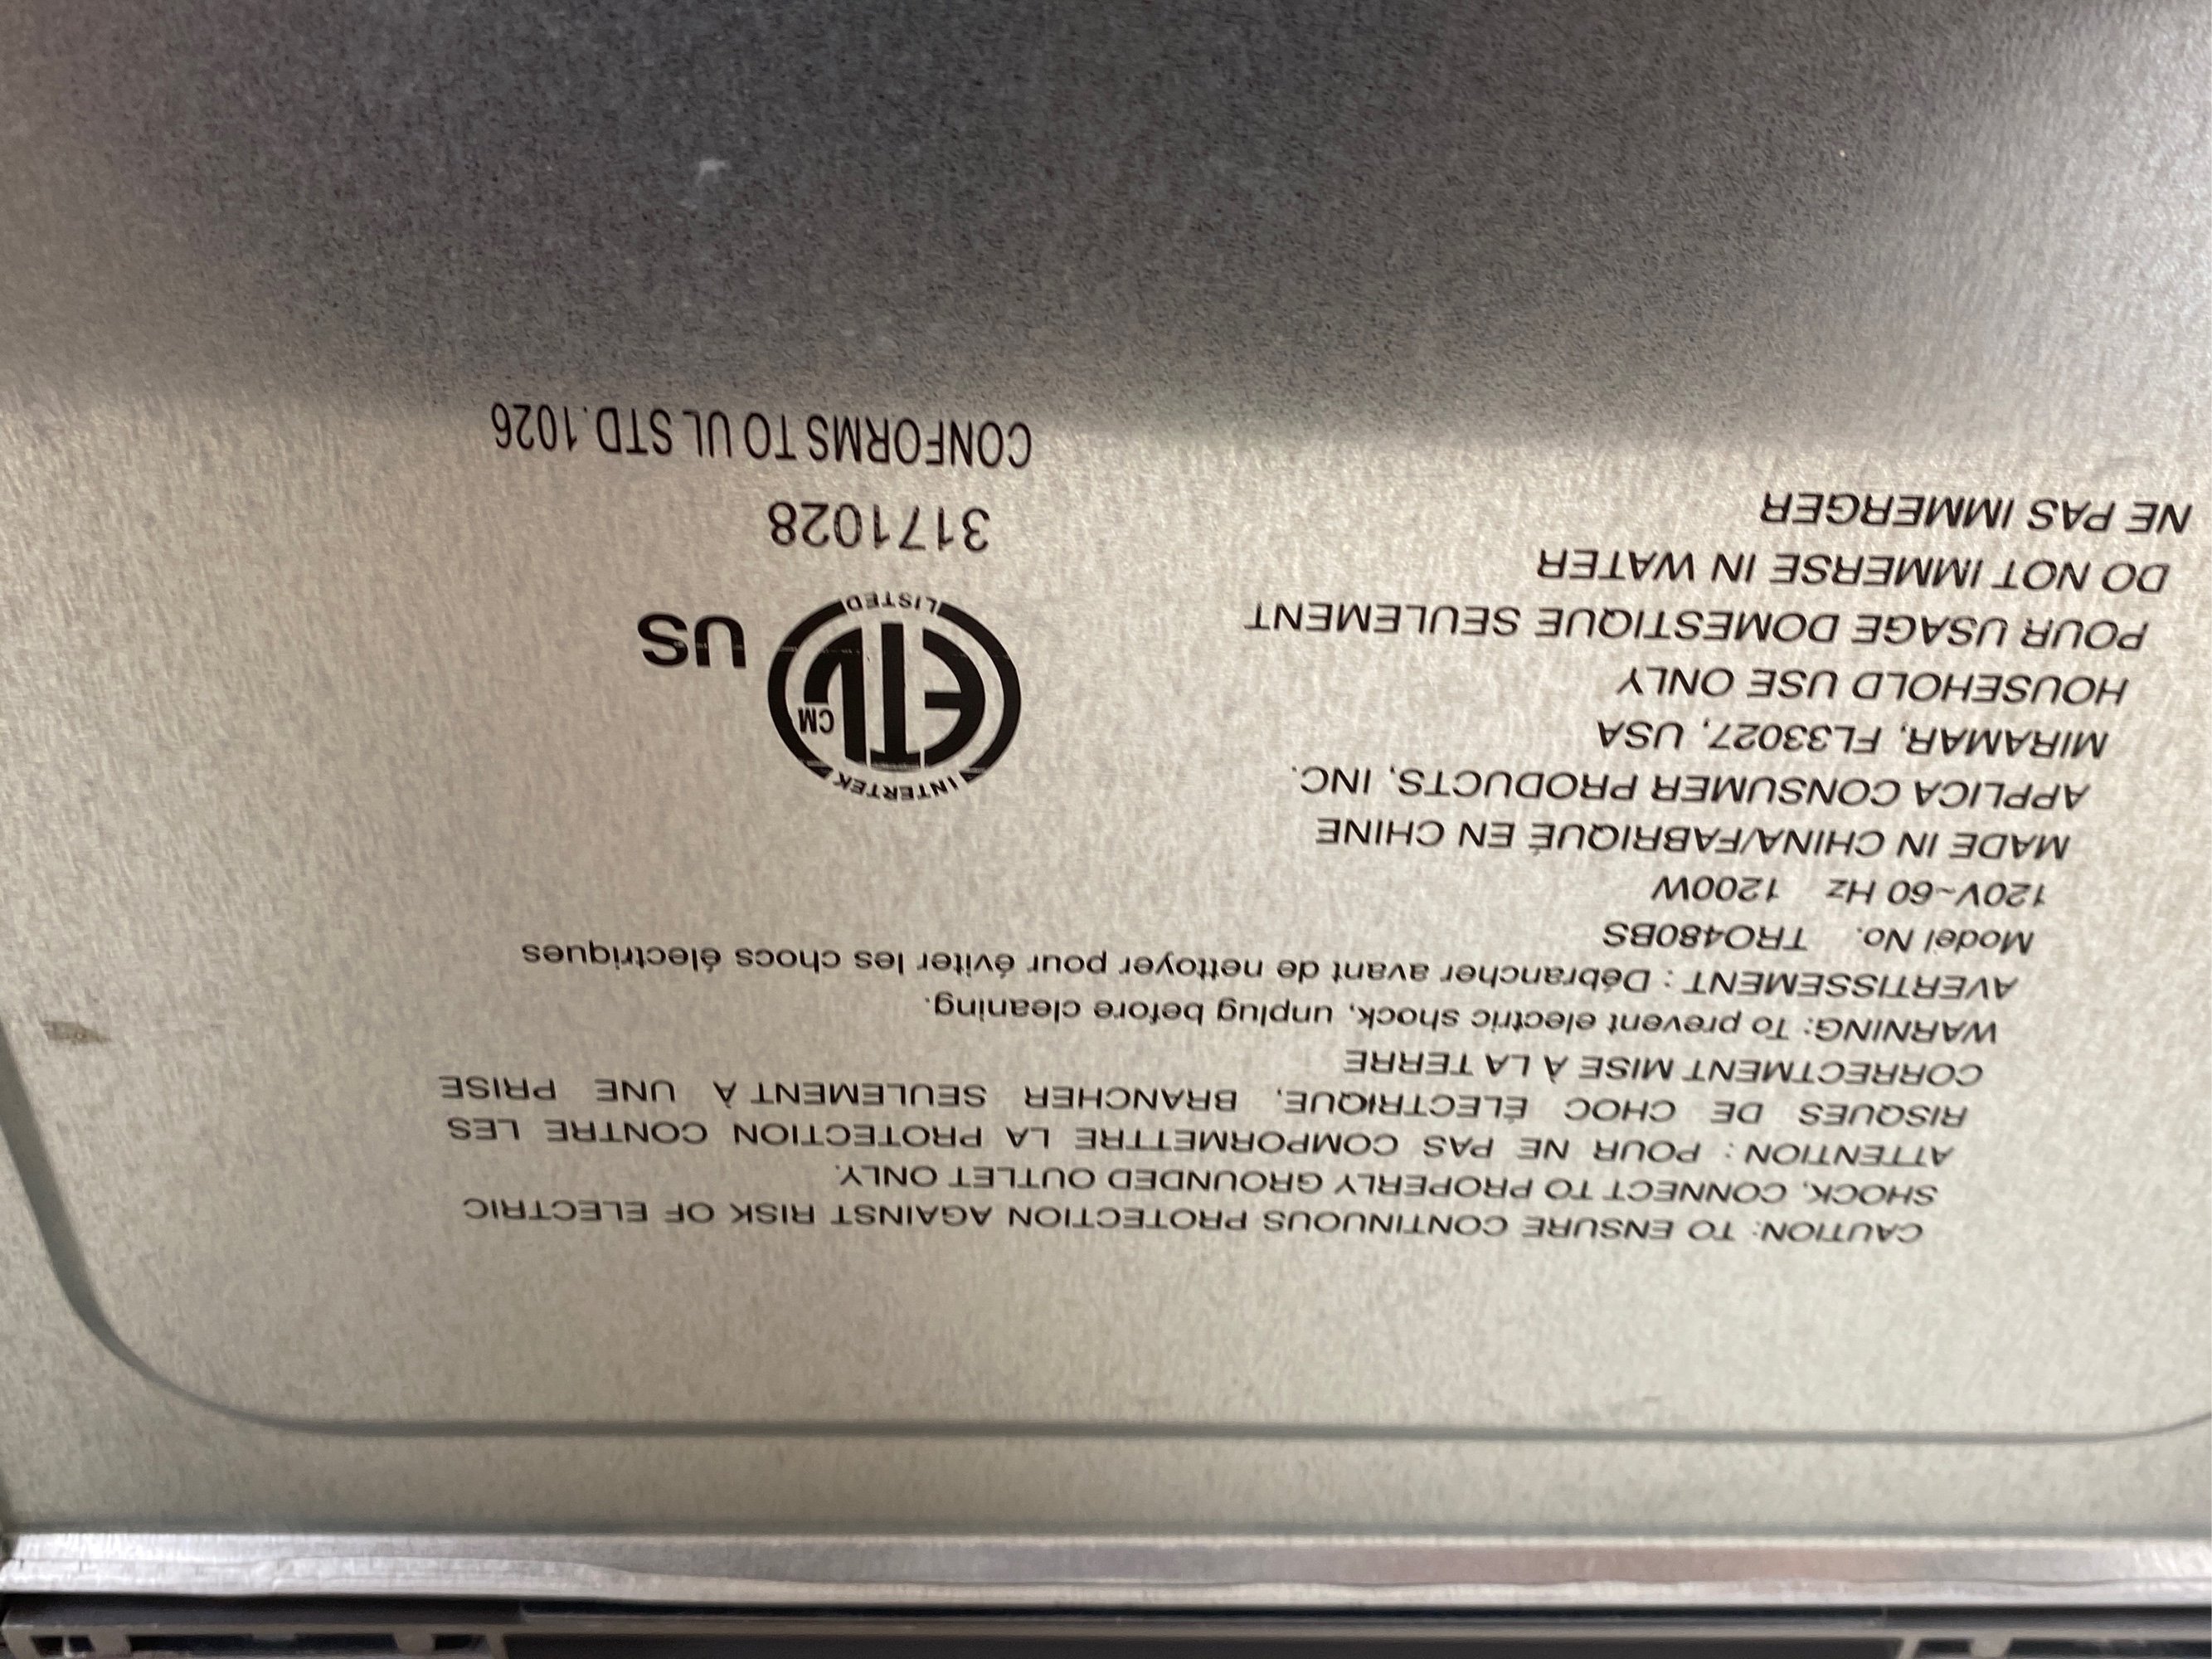 CAUTION: TO ENSURE CONTINUOUS PROTECTION AGAINST RISK OF ELECTRIC
SHOCK, CONNECT TO PROPERLY GROUNDED OUTLET ONLY.
ATTENTION : POUR NE PAS COMPORMETTRE LA PROTECTION CONTRE LES
RISQUES DE CHOC ÉLECTRIQUE, BRANCHER SEULEMENT À UNE PRISE
CORRECTMENT MISE À LA TERRE
WARNING: To prevent electric shock, unplug before cleaning.
AVERTISSEMENT : Débrancher avant de nettoyer pour éviter les chocs électriques
Model No. TRO480BS
120V~60 Hz 1200W
MADE IN CHINA/FABRIQUÉ EN CHINE
APPLICA CONSUMER PRODUCTS, INC.
MIRAMAR, FL33027, USA
HOUSEHOLD USE ONLY
POUR USAGE DOMESTIQUE SEULEMENT
DO NOT IMMERSE IN WATER
NE PAS IMMERGER
INTERTEK
ETL CM
LISTED
US
3171028
CONFORMS TO UL STD.1026